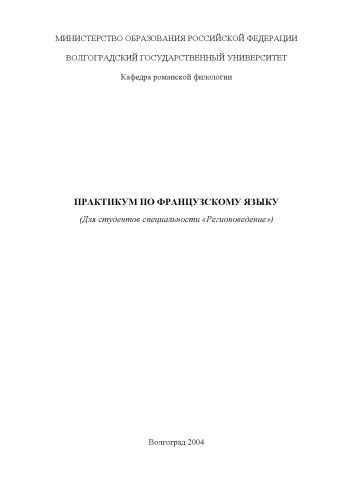 МИНИСТЕРСТВО ОБРАЗОВАНИЯ РОССИЙСКОЙ ФЕДЕРАЦИИ
ВОЛГОГРАДСКИЙ ГОСУДАРСТВЕННЫЙ УНИВЕРСИТЕТ
Кафедра романской филологии
ПРАКТИКУМ ПО ФРАНЦУЗСКОМУ ЯЗЫКУ
(Для студентов специальности «Регионоведение»)
Волгоград 2004